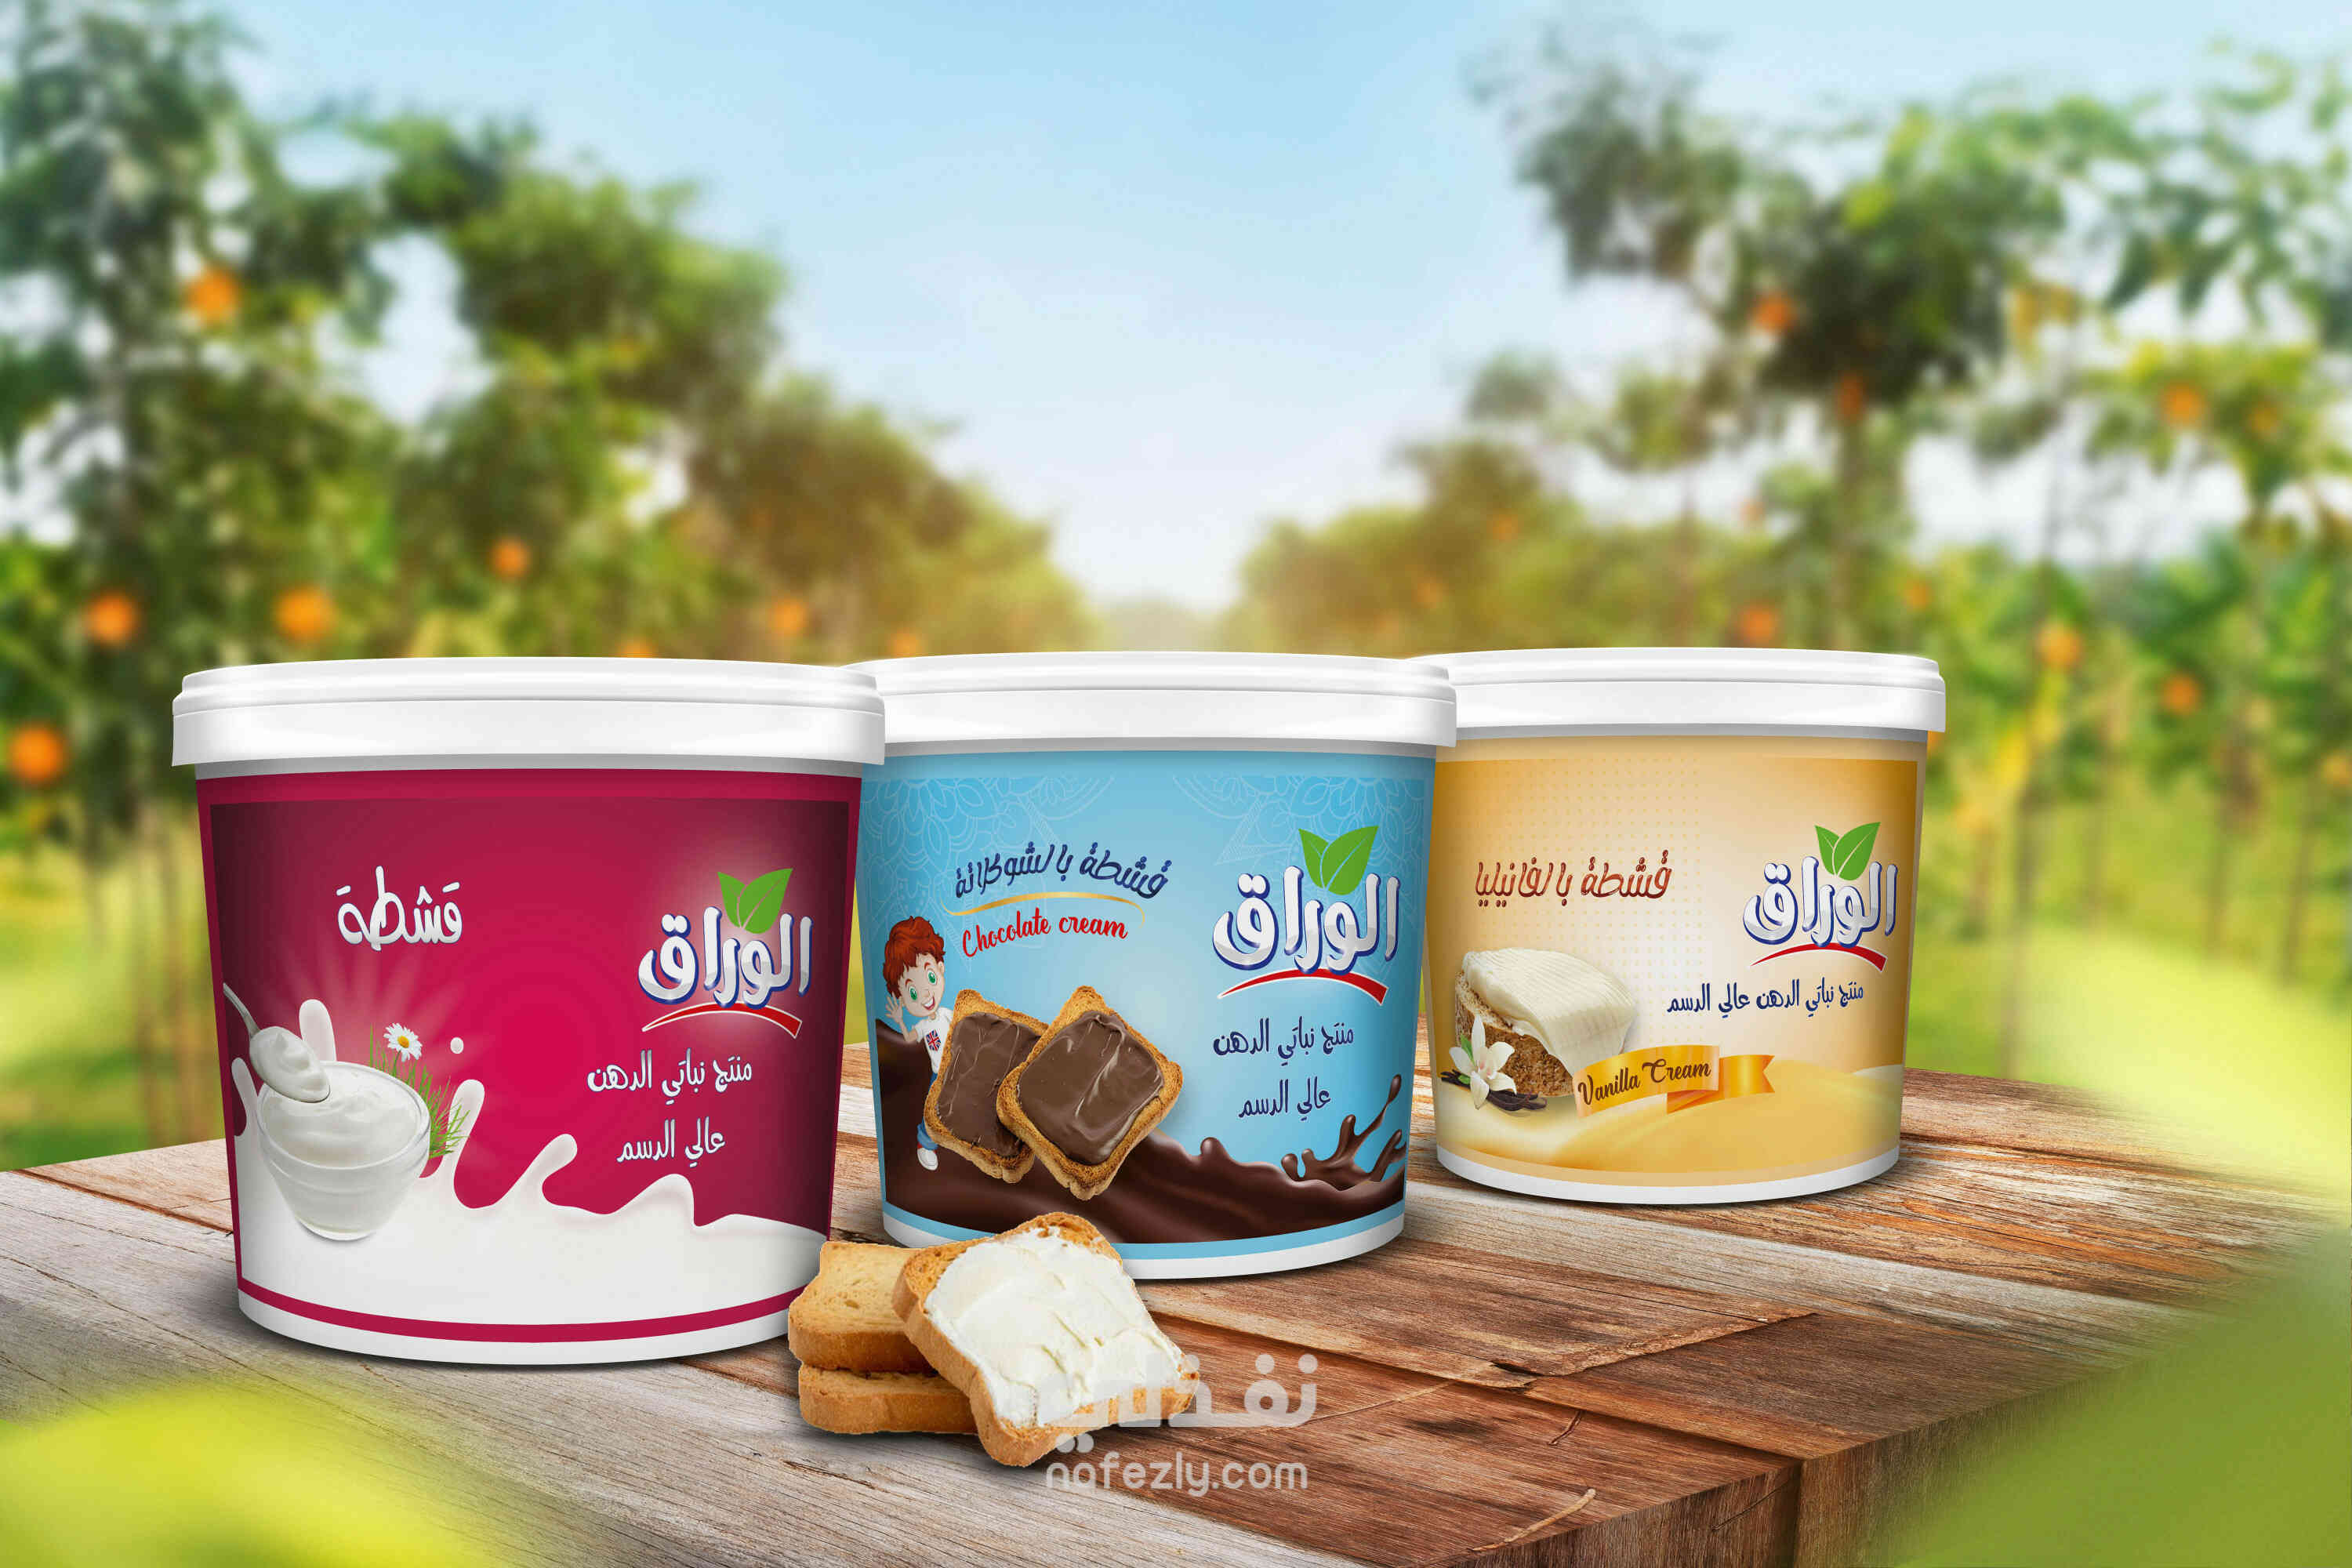 قشطة
الوراق
منتج نباتي الدهن
عالي الدسم
قشطة بالشوكلاتة
Chocolate cream
الوراق
منتج نباتي الدهن
عالي الدسم
قشطة بالفانيليا
الوراق
منتج نباتي الدهن عالي الدسم
Vanilla Cream
نفذلي
nafezly.com